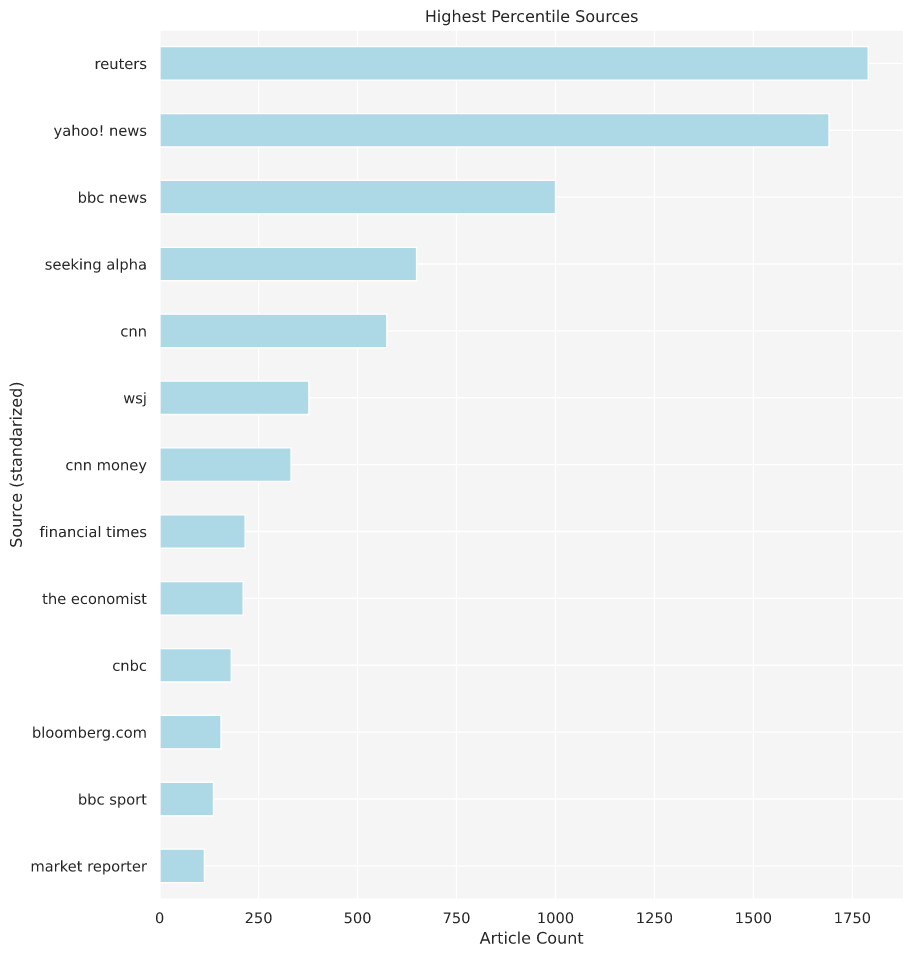 Highest Percentile Sources
reuters
yahoo! news
bbc news
seeking alpha
cnn
wsj
cnn money
financial times
the economist
cnbc
bloomberg.com
bbc sport
market reporter
Source (standarized)
0 250 500 750 1000 1250 1500 1750
Article Count